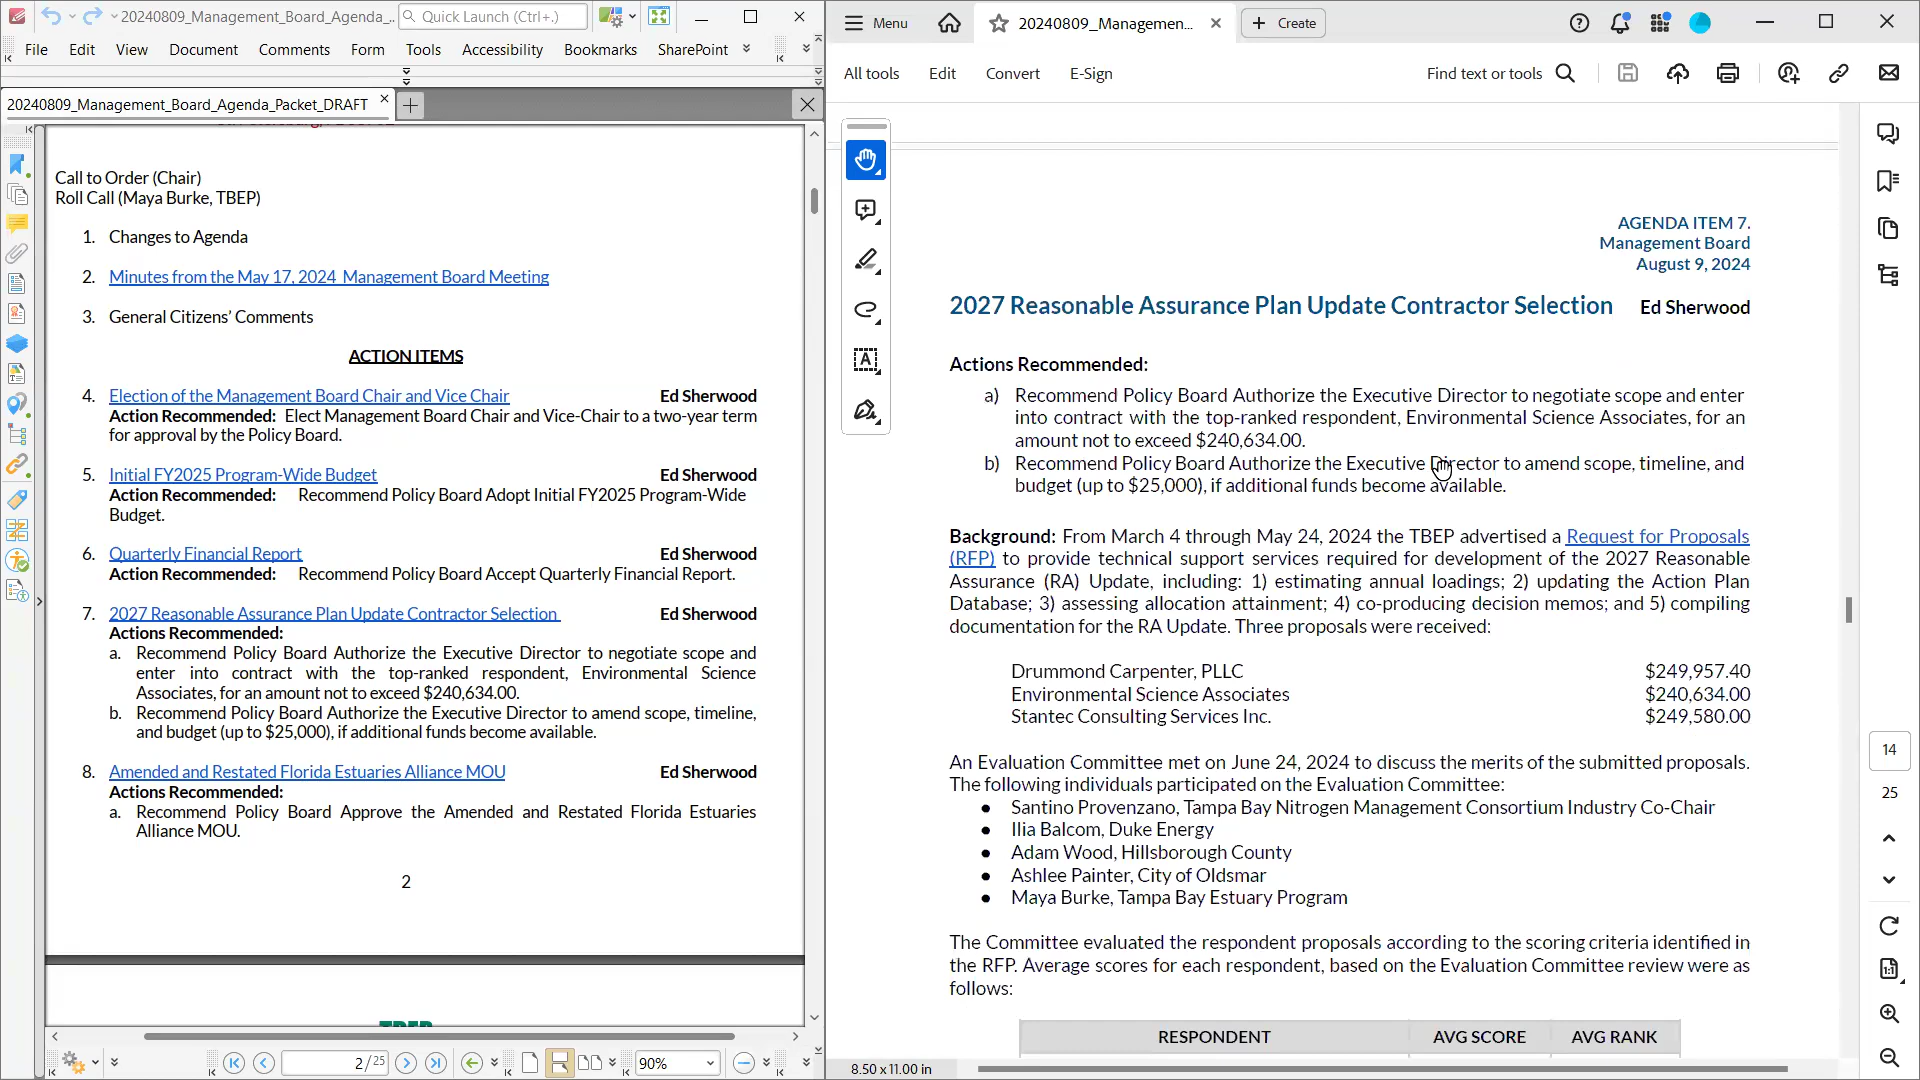 20240809_Management_Board_Agenda_...
Quick Launch (Ctrl+.)
File Edit View Document Comments Form Tools Accessibility Bookmarks SharePoint
20240809_Management_Board_Agenda_Packet_DRAFT
Call to Order (Chair)
Roll Call (Maya Burke, TBEP)
1. Changes to Agenda
2. Minutes from the May 17, 2024 Management Board Meeting
3. General Citizens' Comments
ACTION ITEMS
4. Election of the Management Board Chair and Vice Chair Ed Sherwood
Action Recommended: Elect Management Board Chair and Vice-Chair to a two-year term
for approval by the Policy Board.
5. Initial FY2025 Program-Wide Budget Ed Sherwood
Action Recommended: Recommend Policy Board Adopt Initial FY2025 Program-Wide
Budget.
6. Quarterly Financial Report Ed Sherwood
Action Recommended: Recommend Policy Board Accept Quarterly Financial Report.
7. 2027 Reasonable Assurance Plan Update Contractor Selection Ed Sherwood
Actions Recommended:
a. Recommend Policy Board Authorize the Executive Director to negotiate scope and
enter into contract with the top-ranked respondent, Environmental Science
Associates, for an amount not to exceed $240,634.00.
b. Recommend Policy Board Authorize the Executive Director to amend scope, timeline,
and budget (up to $25,000), if additional funds become available.
8. Amended and Restated Florida Estuaries Alliance MOU Ed Sherwood
Actions Recommended:
a. Recommend Policy Board Approve the Amended and Restated Florida Estuaries
Alliance MOU.
2
2 / 25
90%
Menu
20240809_Managemen...
Create
All tools Edit Convert E-Sign
Find text or tools
AGENDA ITEM 7.
Management Board
August 9, 2024
2027 Reasonable Assurance Plan Update Contractor Selection Ed Sherwood
Actions Recommended:
a) Recommend Policy Board Authorize the Executive Director to negotiate scope and enter
into contract with the top-ranked respondent, Environmental Science Associates, for an
amount not to exceed $240,634.00.
b) Recommend Policy Board Authorize the Executive Director to amend scope, timeline, and
budget (up to $25,000), if additional funds become available.
Background: From March 4 through May 24, 2024 the TBEP advertised a Request for Proposals
(RFP) to provide technical support services required for development of the 2027 Reasonable
Assurance (RA) Update, including: 1) estimating annual loadings; 2) updating the Action Plan
Database; 3) assessing allocation attainment; 4) co-producing decision memos; and 5) compiling
documentation for the RA Update. Three proposals were received:
Drummond Carpenter, PLLC $249,957.40
Environmental Science Associates $240,634.00
Stantec Consulting Services Inc. $249,580.00
An Evaluation Committee met on June 24, 2024 to discuss the merits of the submitted proposals.
The following individuals participated on the Evaluation Committee:
● Santino Provenzano, Tampa Bay Nitrogen Management Consortium Industry Co-Chair
● Ilia Balcom, Duke Energy
● Adam Wood, Hillsborough County
● Ashlee Painter, City of Oldsmar
● Maya Burke, Tampa Bay Estuary Program
The Committee evaluated the respondent proposals according to the scoring criteria identified in
the RFP. Average scores for each respondent, based on the Evaluation Committee review were as
follows:
RESPONDENT AVG SCORE AVG RANK
8.50 x 11.00 in
14
25